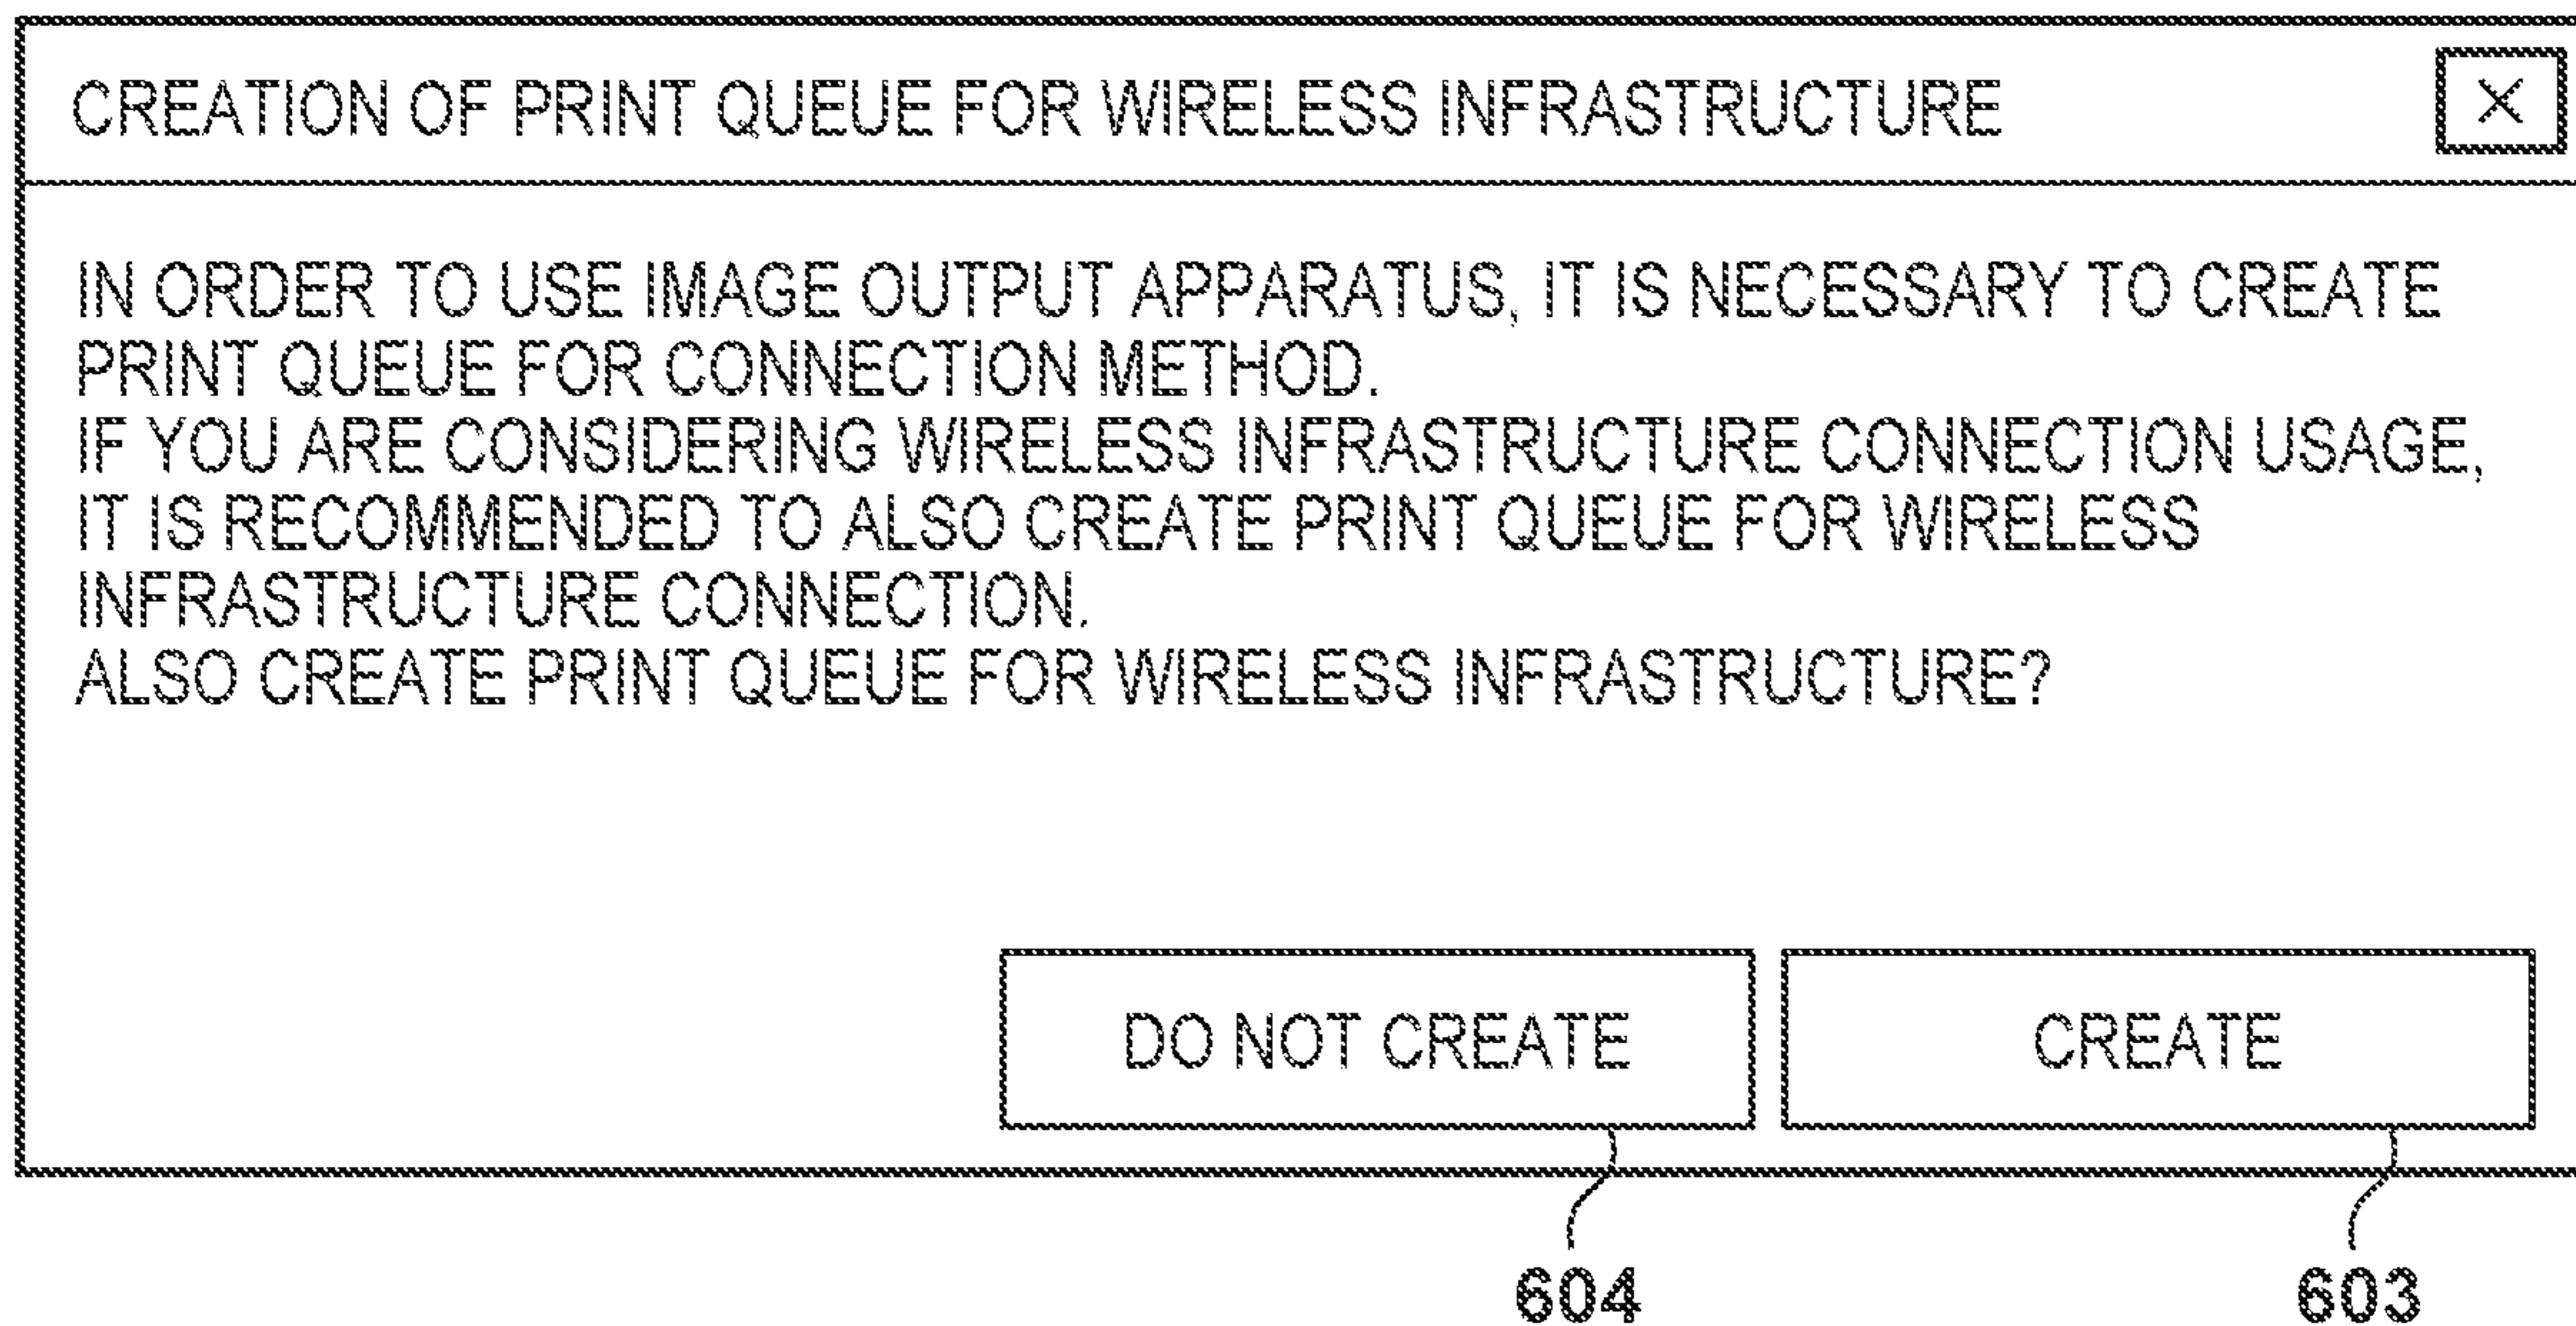 CREATION OF PRINT QUEUE FOR WIRELESS INFRASTRUCTURE
IN ORDER TO USE IMAGE OUTPUT APPARATUS, IT IS NECESSARY TO CREATE
PRINT QUEUE FOR CONNECTION METHOD.
IF YOU ARE CONSIDERING WIRELESS INFRASTRUCTURE CONNECTION USAGE,
IT IS RECOMMENDED TO ALSO CREATE PRINT QUEUE FOR WIRELESS
INFRASTRUCTURE CONNECTION.
ALSO CREATE PRINT QUEUE FOR WIRELESS INFRASTRUCTURE?
DO NOT CREATE
CREATE
604
603